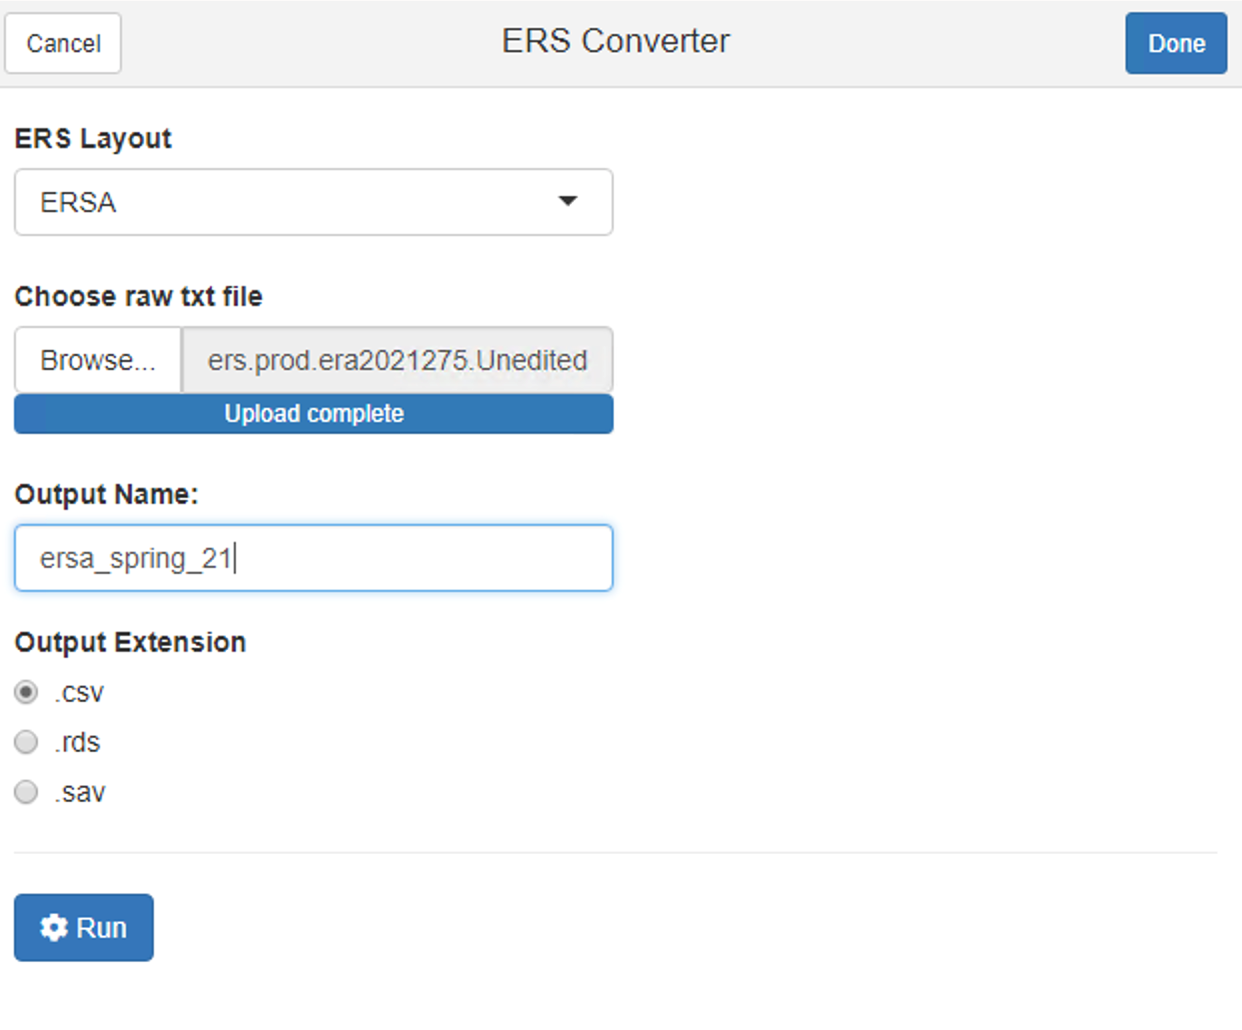 Cancel
ERS Converter
Done
ERS Layout
ERSA
Choose raw txt file
Browse...
ers.prod.era2021275.Unedited
Upload complete
Output Name:
ersa_spring_21
Output Extension
.csv
.rds
.sav
Run